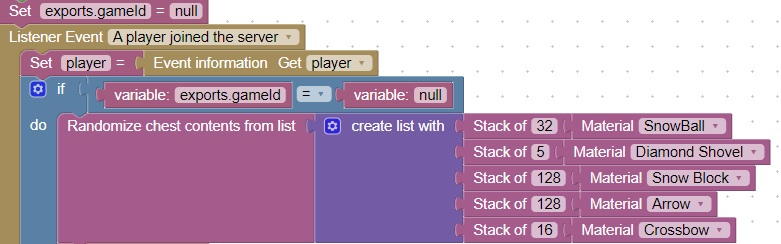 Set exports.gameId = null
Listener Event A player joined the server
Set player = Event information Get player
if variable: exports.gameId = variable: null
do Randomize chest contents from list create list with Stack of 32 Material SnowBall
Stack of 5 Material Diamond Shovel
Stack of 128 Material Snow Block
Stack of 128 Material Arrow
Stack of 16 Material Crossbow